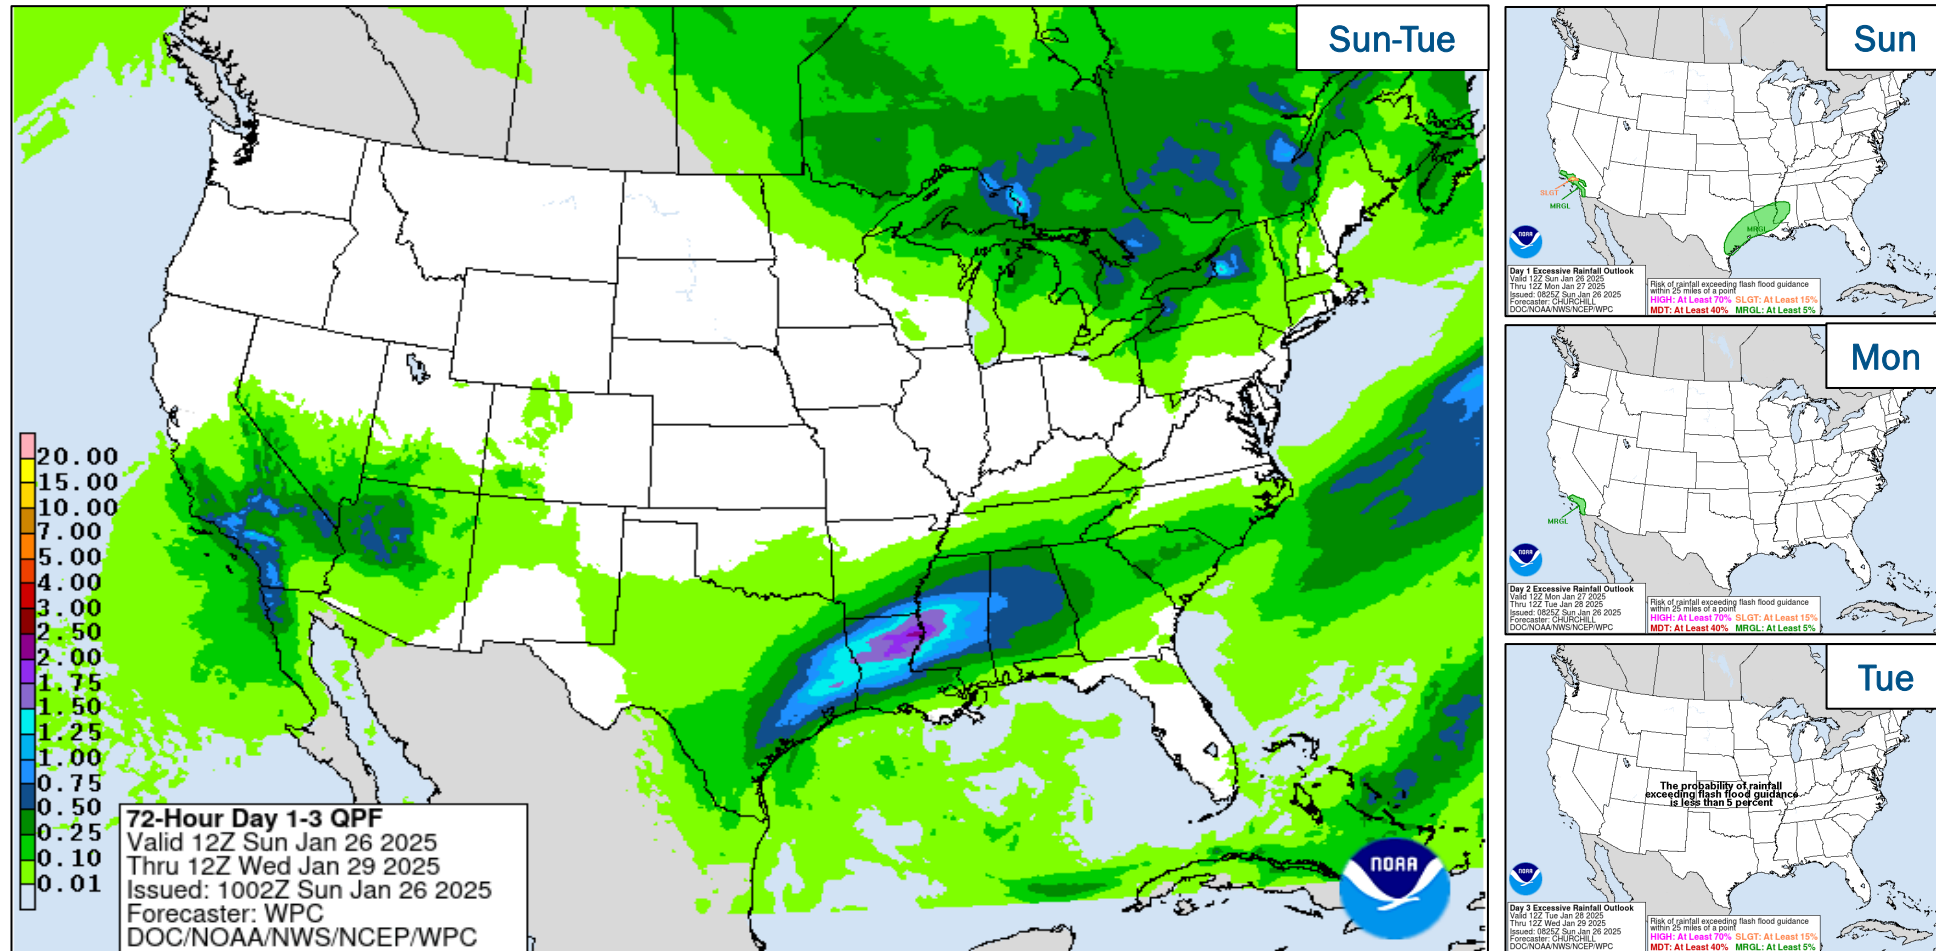 Sun-Tue
20.00
15.00
10.00
7.00
5.00
4.00
3.00
2.50
2.00
1.75
1.50
1.25
1.00
0.75
0.50
0.25
0.10
0.01
72-Hour Day 1-3 QPF
Valid 12Z Sun Jan 26 2025
Thru 12Z Wed Jan 29 2025
Issued: 1002Z Sun Jan 26 2025
Forecaster: WPC
DOC/NOAA/NWS/NCEP/WPC
NOAA
Sun
SLGT
MRGL
MRGL
NOAA
Day 1 Excessive Rainfall Outlook
Valid 12Z Sun Jan 26 2025
Thru 12Z Mon Jan 27 2025
Issued: 0825Z Sun Jan 26 2025
Forecaster: CHURCHILL
DOC/NOAA/NWS/NCEP/WPC
Risk of rainfall exceeding flash flood guidance
within 25 miles of a point
HIGH: At Least 70% SLGT: At Least 15%
MDT: At Least 40% MRGL: At Least 5%
Mon
MRGL
NOAA
Day 2 Excessive Rainfall Outlook
Valid 12Z Mon Jan 27 2025
Thru 12Z Tue Jan 28 2025
Issued: 0825Z Sun Jan 26 2025
Forecaster: CHURCHILL
DOC/NOAA/NWS/NCEP/WPC
Risk of rainfall exceeding flash flood guidance
within 25 miles of a point
HIGH: At Least 70% SLGT: At Least 15%
MDT: At Least 40% MRGL: At Least 5%
Tue
The probability of rainfall
exceeding flash flood guidance
is less than 5 percent
NOAA
Day 3 Excessive Rainfall Outlook
Valid 12Z Tue Jan 28 2025
Thru 12Z Wed Jan 29 2025
Issued: 0825Z Sun Jan 26 2025
Forecaster: CHURCHILL
DOC/NOAA/NWS/NCEP/WPC
Risk of rainfall exceeding flash flood guidance
within 25 miles of a point
HIGH: At Least 70% SLGT: At Least 15%
MDT: At Least 40% MRGL: At Least 5%